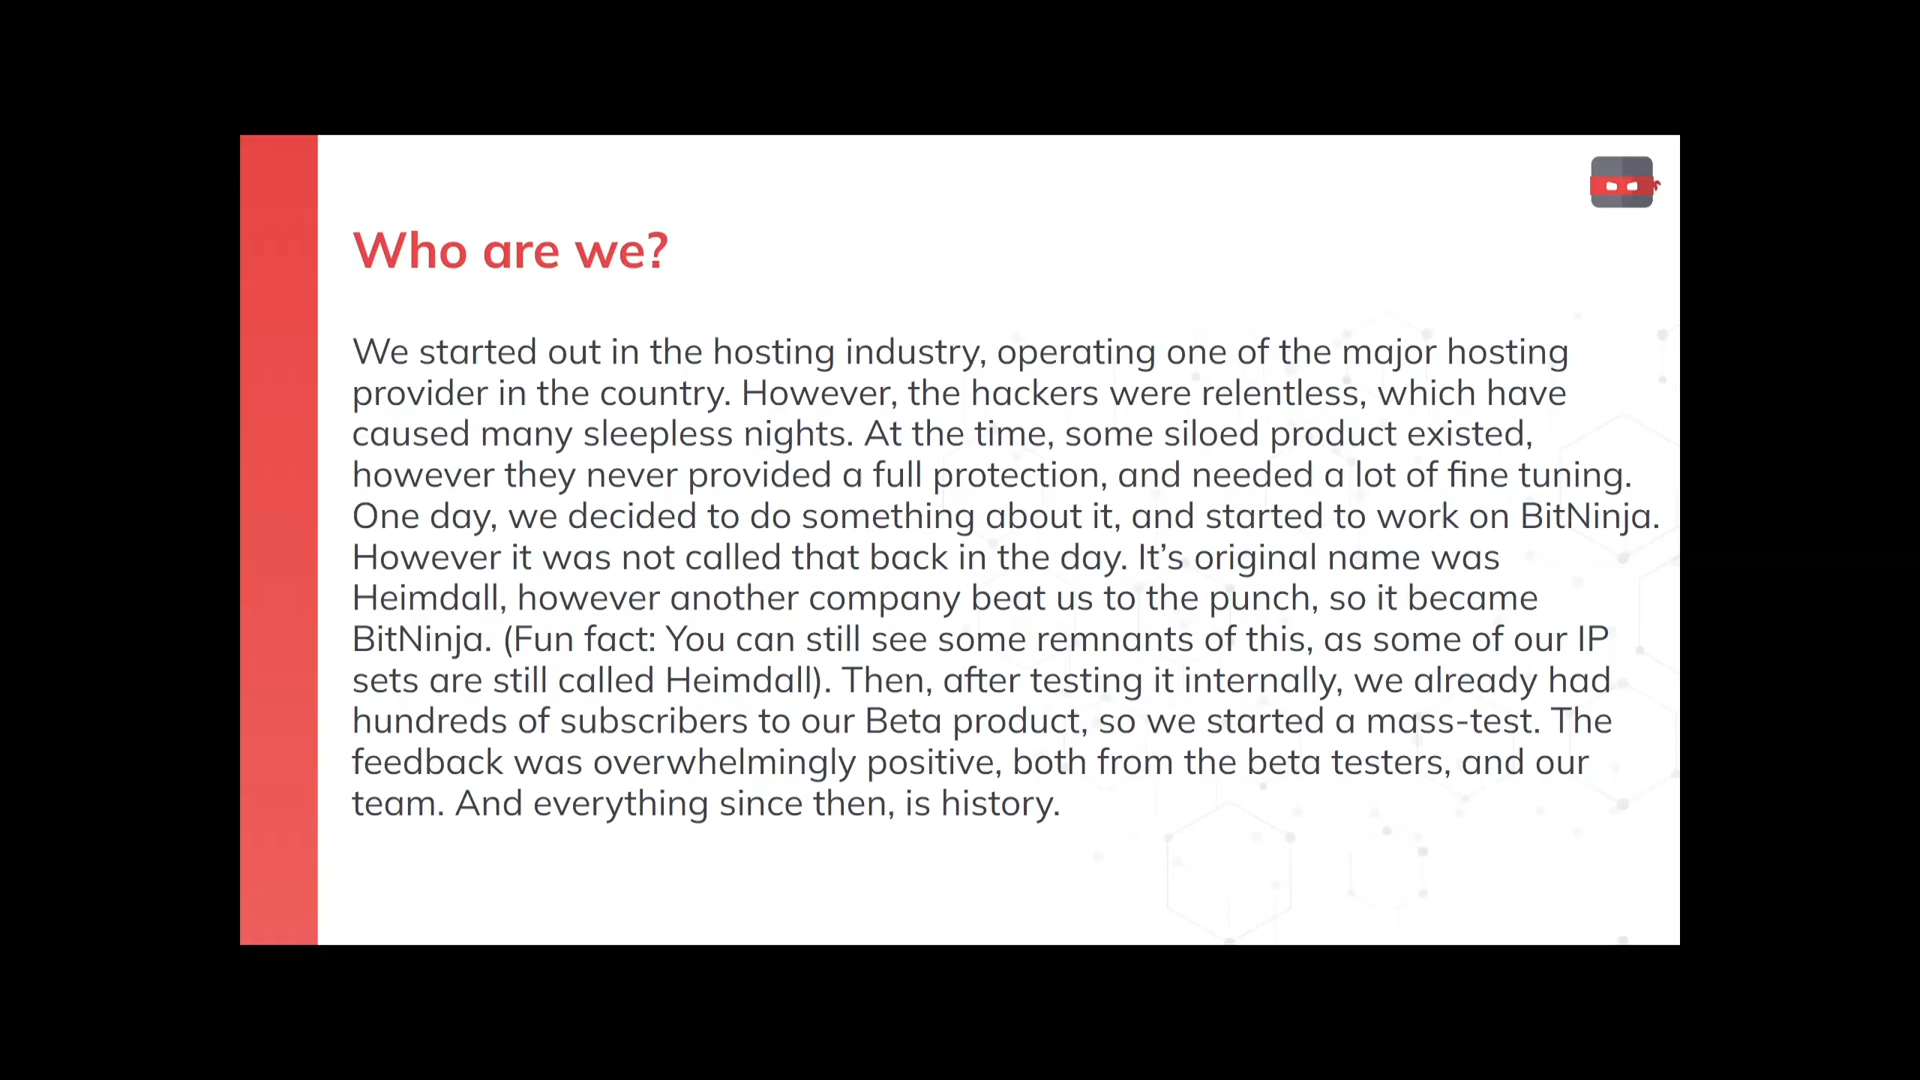 Who are we?
We started out in the hosting industry, operating one of the major hosting
provider in the country. However, the hackers were relentless, which have
caused many sleepless nights. At the time, some siloed product existed,
however they never provided a full protection, and needed a lot of fine tuning.
One day, we decided to do something about it, and started to work on BitNinja.
However it was not called that back in the day. It’s original name was
Heimdall, however another company beat us to the punch, so it became
BitNinja. (Fun fact: You can still see some remnants of this, as some of our IP
sets are still called Heimdall). Then, after testing it internally, we already had
hundreds of subscribers to our Beta product, so we started a mass-test. The
feedback was overwhelmingly positive, both from the beta testers, and our
team. And everything since then, is history.